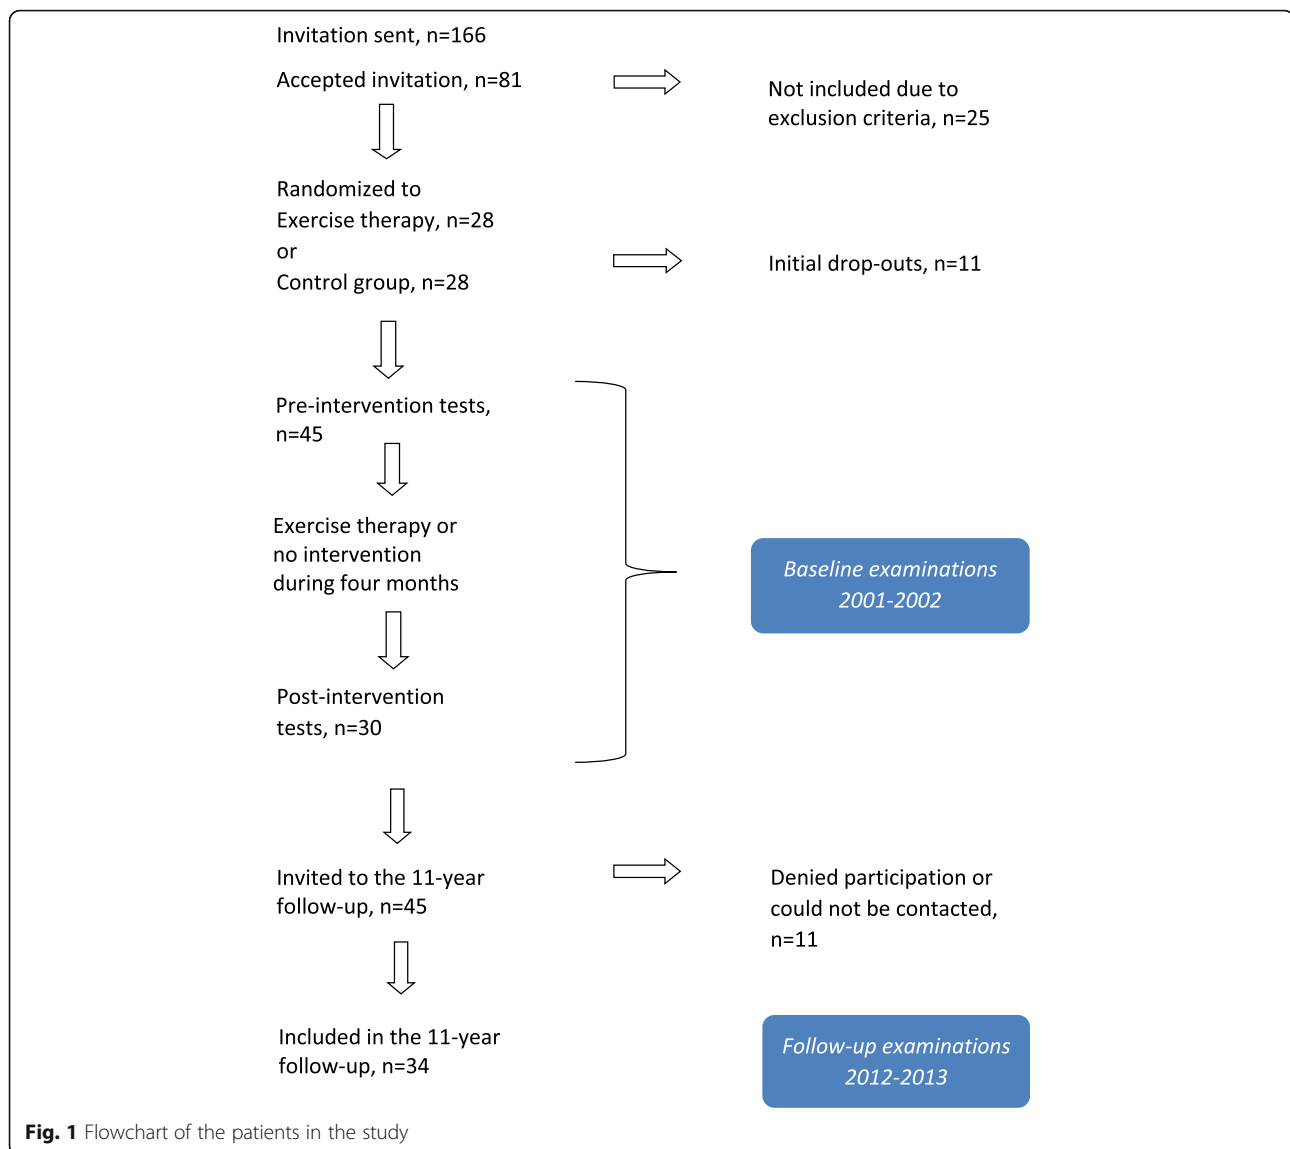 Invitation sent, n=166
Accepted invitation, n=81
Not included due to
exclusion criteria, n=25
Randomized to
Exercise therapy, n=28
or
Control group, n=28
Initial drop-outs, n=11
Pre-intervention tests,
n=45
Exercise therapy or
no intervention
during four months
Baseline examinations
2001-2002
Post-intervention
tests, n=30
Invited to the 11-year
follow-up, n=45
Denied participation or
could not be contacted,
n=11
Included in the 11-year
follow-up, n=34
Follow-up examinations
2012-2013
Fig. 1 Flowchart of the patients in the study